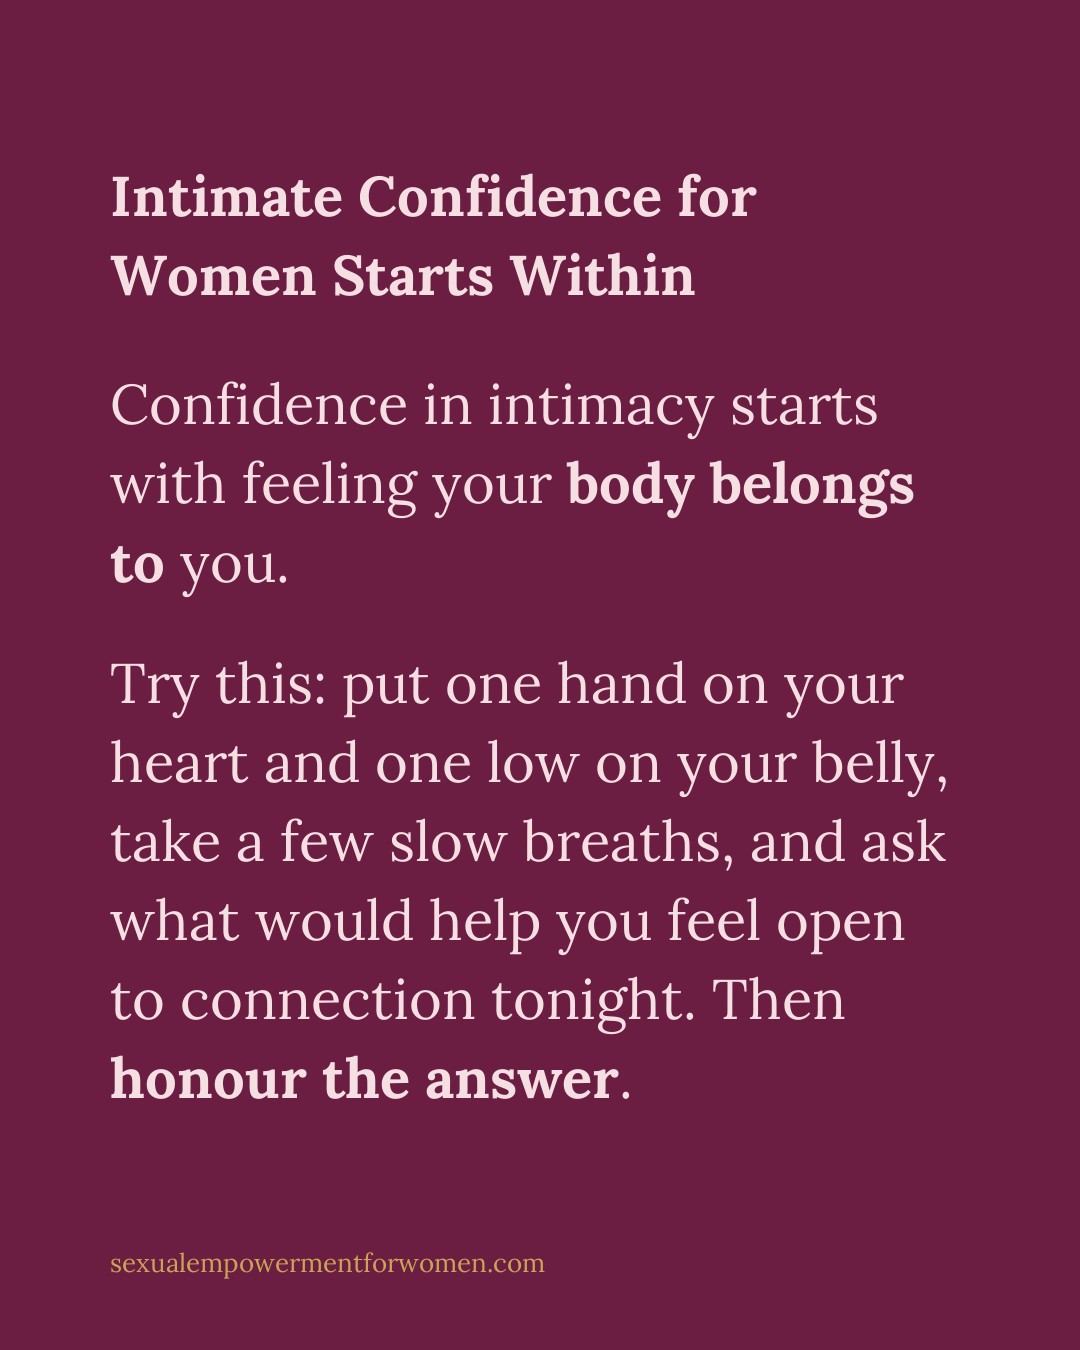 Intimate Confidence for
Women Starts Within
Confidence in intimacy starts
with feeling your body belongs
to you.
Try this: put one hand on your
heart and one low on your belly,
take a few slow breaths, and ask
what would help you feel open
to connection tonight. Then
honour the answer.
sexualempowermentforwomen.com